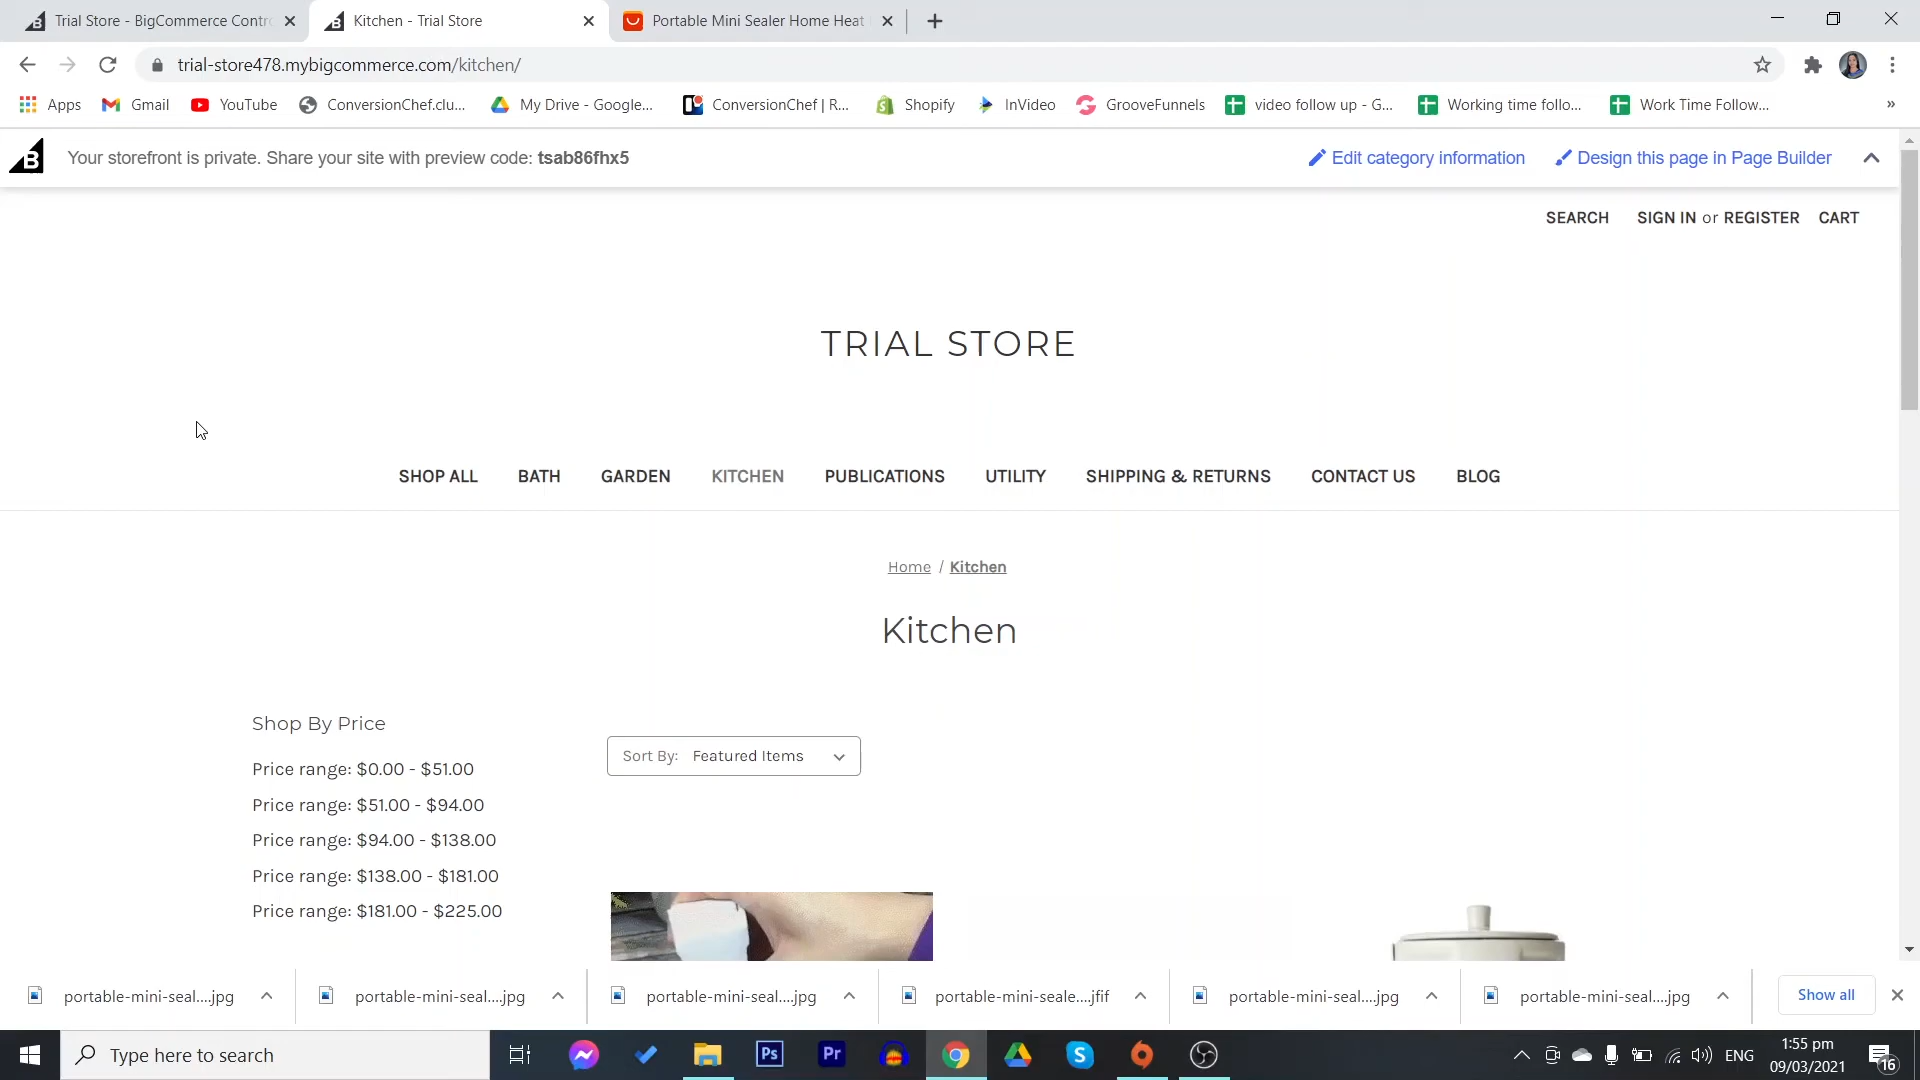 Trial Store - BigCommerce Contr
Kitchen - Trial Store
Portable Mini Sealer Home Heat
trial-store478.mybigcommerce.com/kitchen/
Apps
Gmail
YouTube
ConversionChef.clu...
My Drive - Google...
ConversionChef | R...
Shopify
InVideo
GrooveFunnels
video follow up - G...
Working time follo...
Work Time Follow...
»
B
Your storefront is private. Share your site with preview code: tsab86fhx5
Edit category information
Design this page in Page Builder
SEARCH
SIGN IN or REGISTER
CART
TRIAL STORE
SHOP ALL
BATH
GARDEN
KITCHEN
PUBLICATIONS
UTILITY
SHIPPING & RETURNS
CONTACT US
BLOG
Home / Kitchen
Kitchen
Shop By Price
Price range: $0.00 - $51.00
Price range: $51.00 - $94.00
Price range: $94.00 - $138.00
Price range: $138.00 - $181.00
Price range: $181.00 - $225.00
Sort By: Featured Items
portable-mini-seal....jpg
portable-mini-seal....jpg
portable-mini-seal....jpg
portable-mini-seale....jfif
portable-mini-seal....jpg
portable-mini-seal....jpg
Show all
Type here to search
Ps
Pr
ENG
1:55 pm
09/03/2021
16